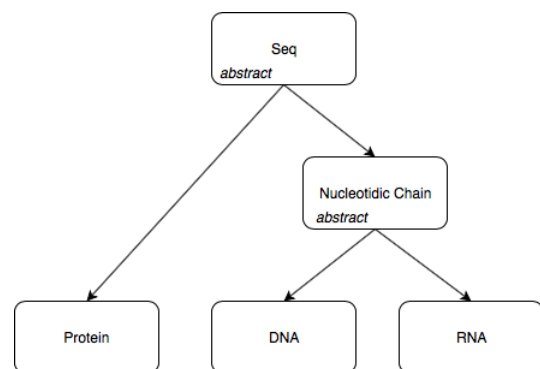 Seq
abstract
Nucleotidic Chain
abstract
Protein
DNA
RNA